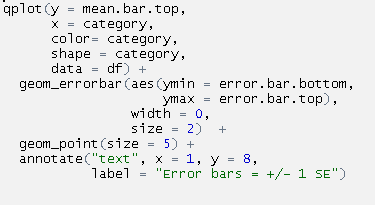 qplot(y = mean.bar.top,
x = category,
color= category,
shape = category,
data = df) +
geom_errorbar(aes(ymin = error.bar.bottom,
ymax = error.bar.top),
width = 0,
size = 2)  +
geom_point(size = 5) +
annotate("text", x = 1, y = 8,
label = "Error bars = +/- 1 SE")